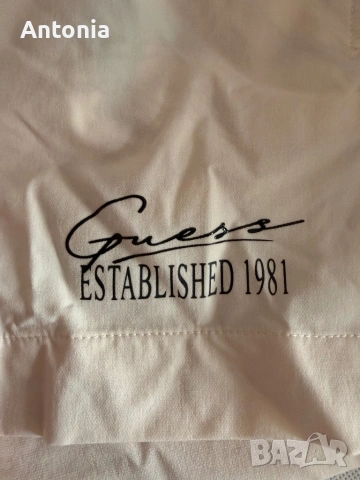 Antonia
Guess
ESTABLISHED 1981
BAZAR